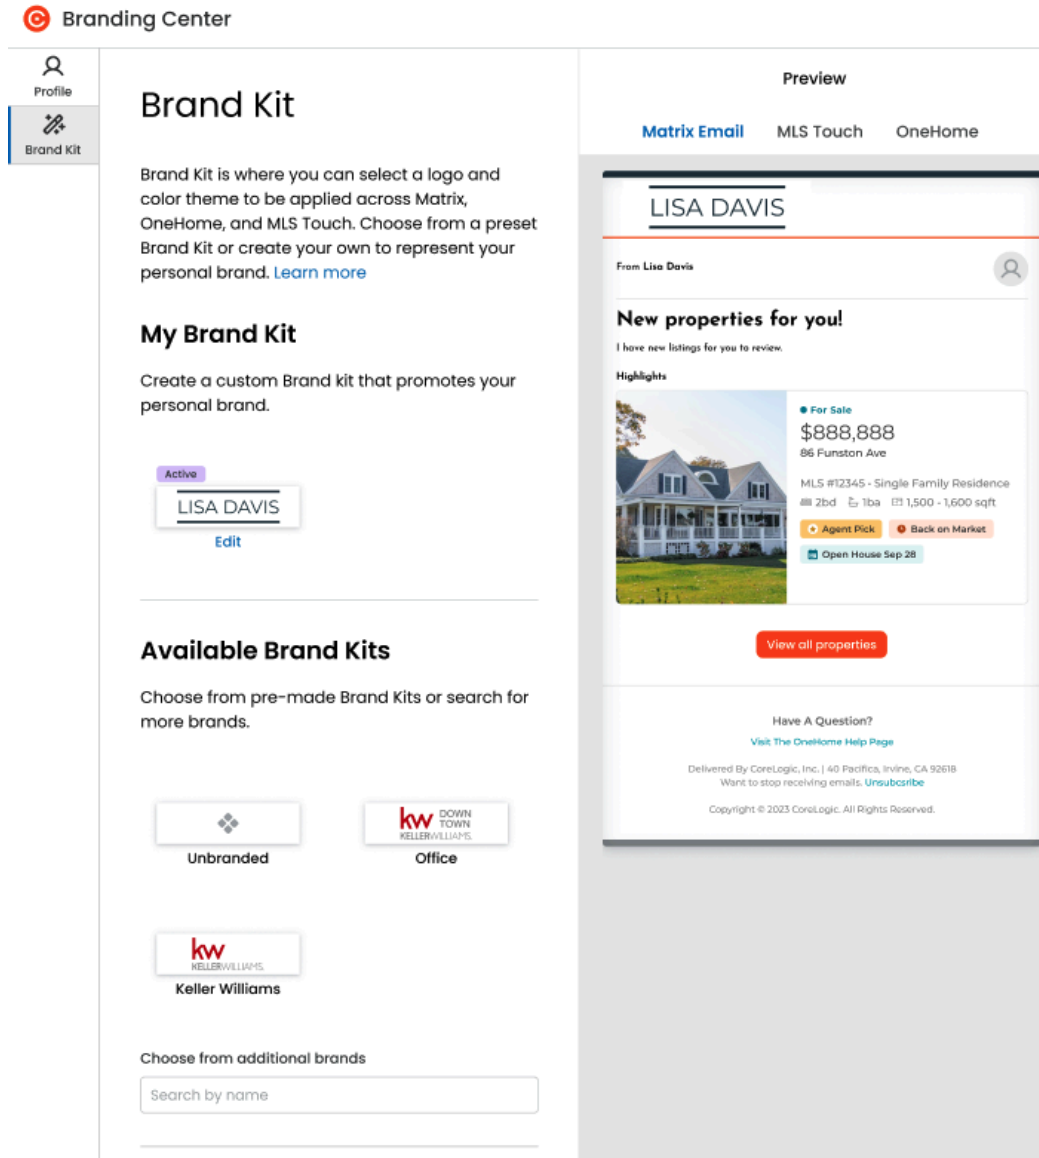 Branding Center
Profile
Brand Kit
Brand Kit
Brand Kit is where you can select a logo and
color theme to be applied across Matrix,
OneHome, and MLS Touch. Choose from a preset
Brand Kit or create your own to represent your
personal brand. Learn more
My Brand Kit
Create a custom Brand kit that promotes your
personal brand.
Active
LISA DAVIS
Edit
Available Brand Kits
Choose from pre-made Brand Kits or search for
more brands.
Unbranded
kw DOWN
TOWN
KELLERWILLIAMS.
Office
kw
KELLERWILLIAMS.
Keller Williams
Choose from additional brands
Search by name
Preview
Matrix Email MLS Touch OneHome
LISA DAVIS
From Lisa Davis
New properties for you!
I have new listings for you to review.
Highlights
For Sale
$888,888
86 Funston Ave
MLS #12345 - Single Family Residence
2bd 1ba 1,500 - 1,600 sqft
Agent Pick Back on Market
Open House Sep 28
View all properties
Have A Question?
Visit The OneHome Help Page
Delivered By CoreLogic, Inc. | 40 Pacifica, Irvine, CA 92618
Want to stop receiving emails. Unsubcsribe
Copyright © 2023 CoreLogic. All Rights Reserved.